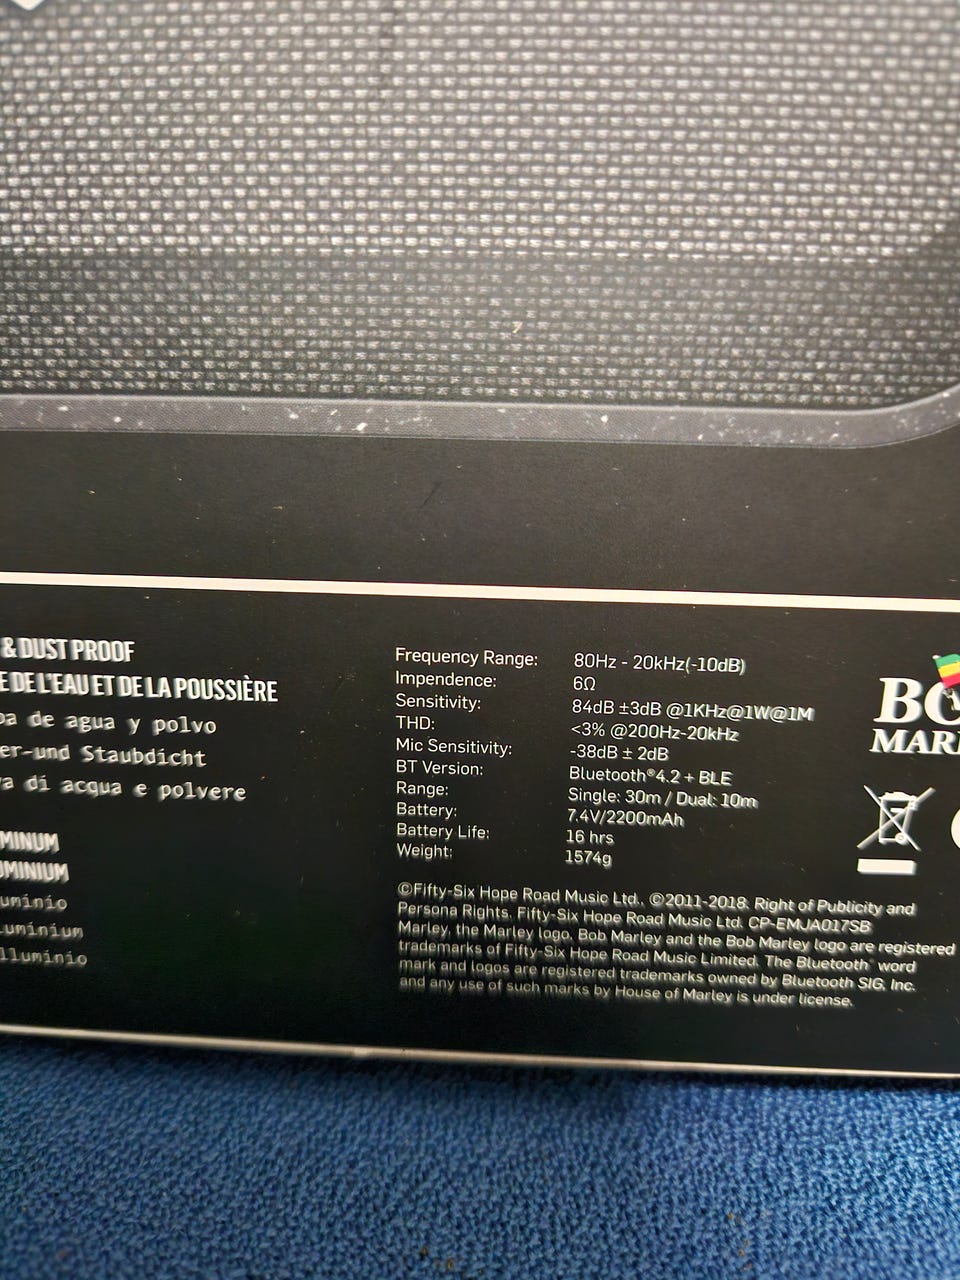 & DUST PROOF
E DE L'EAU ET DE LA POUSSIÈRE
ba de agua y polvo
er-und Staubdicht
a di acqua e polvere
MINUM
UMINIUM
uminio
uminium
lluminio
Frequency Range: 80Hz - 20kHz(-10dB)
Impendence: 6Ω
Sensitivity: 84dB ±3dB @1KHz@1W@1M
THD: <3% @200Hz-20kHz
Mic Sensitivity: -38dB ± 2dB
BT Version: Bluetooth®4.2 + BLE
Range: Single: 30m / Dual: 10m
Battery: 7.4V/2200mAh
Battery Life: 16 hrs
Weight: 1574g
©Fifty-Six Hope Road Music Ltd., ©2011-2018. Right of Publicity and
Persona Rights. Fifty-Six Hope Road Music Ltd. CP-EMJA017SB
Marley, the Marley logo, Bob Marley and the Bob Marley logo are registered
trademarks of Fifty-Six Hope Road Music Limited. The Bluetooth® word
mark and logos are registered trademarks owned by Bluetooth SIG, Inc.
and any use of such marks by House of Marley is under license.
BO
MARL